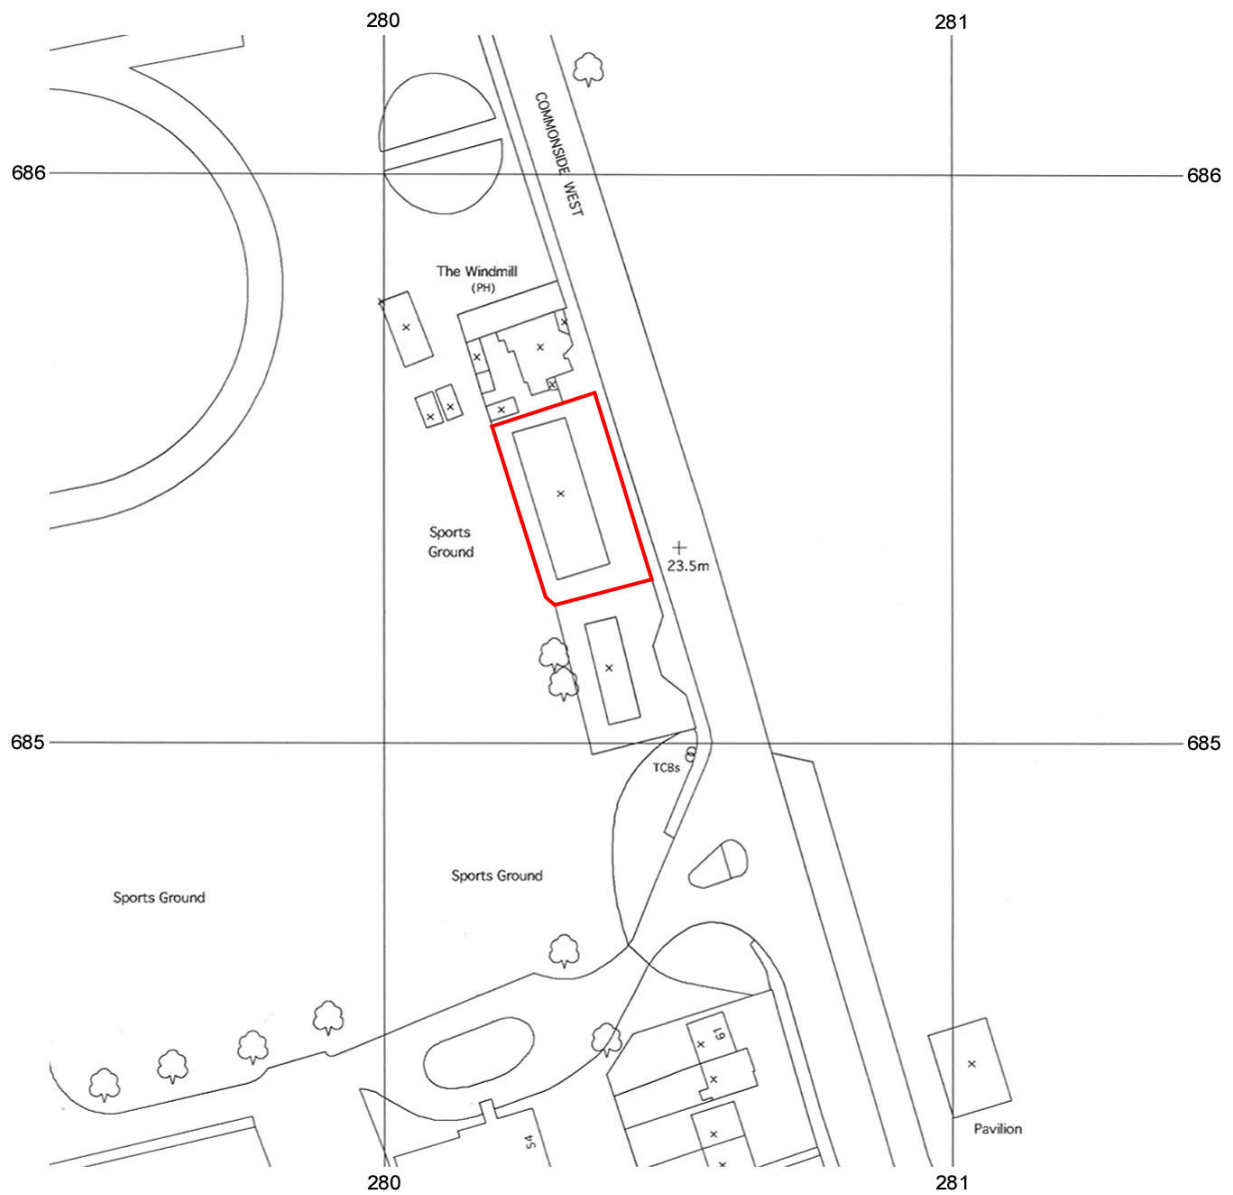 280
281
COMMONSIDE WEST
686
686
The Windmill
(PH)
Sports
Ground
23.5m
685
685
TCBs
Sports Ground
Sports Ground
61
54
Pavilion
280
281